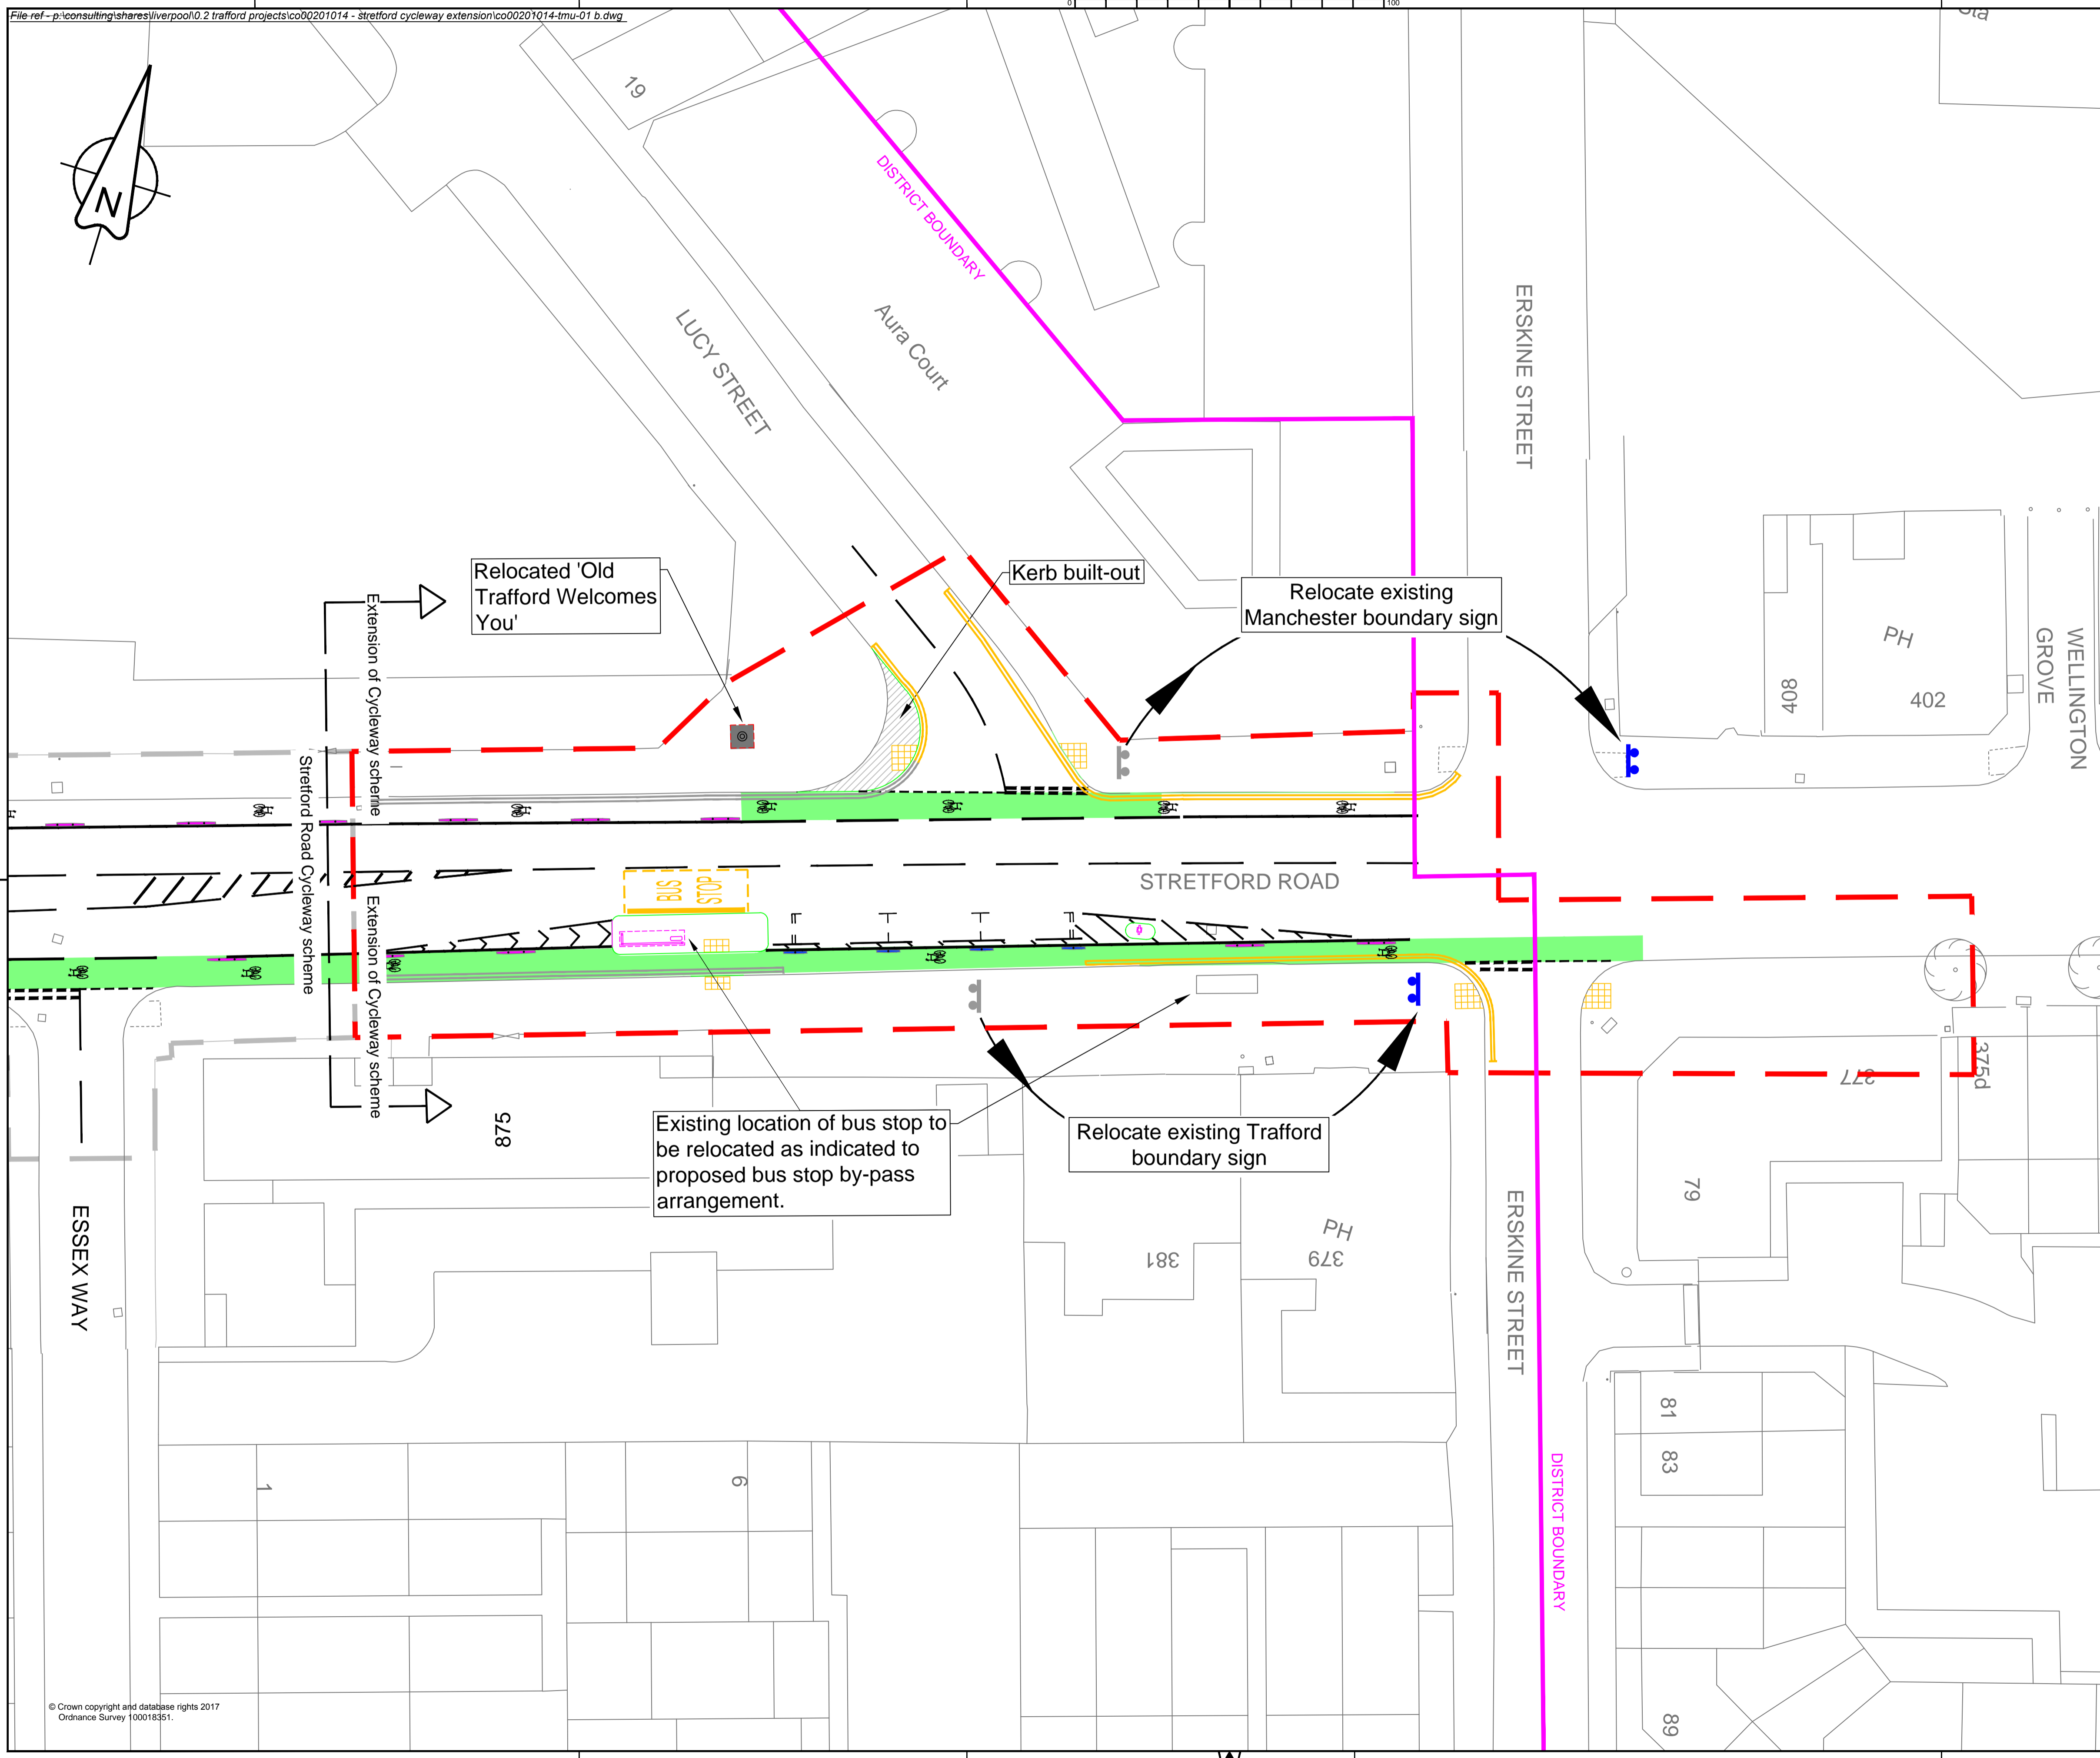 File ref - p:\consulting\shares\liverpool\0.2 trafford projects\co00201014 - stretford cycleway extension\co00201014-tmu-01 b.dwg
0
100
Sta
N
19
DISTRICT BOUNDARY
LUCY STREET
Aura Court
ERSKINE STREET
Relocated 'Old
Trafford Welcomes
You'
Kerb built-out
Relocate existing
Manchester boundary sign
PH
408
402
WELLINGTON
GROVE
Extension of Cycleway scheme
Stretford Road Cycleway scheme
Extension of Cycleway scheme
BUS
STOP
STRETFORD ROAD
875
Existing location of bus stop to
be relocated as indicated to
proposed bus stop by-pass
arrangement.
Relocate existing Trafford
boundary sign
377
375d
ESSEX WAY
381
PH
379
ERSKINE STREET
79
81
83
DISTRICT BOUNDARY
1
6
89
© Crown copyright and database rights 2017
Ordnance Survey 100018351.